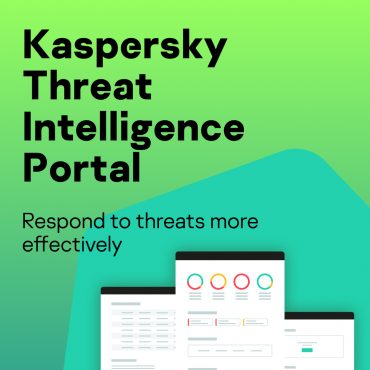 Kaspersky
Threat
Intelligence
Portal
Respond to threats more
effectively